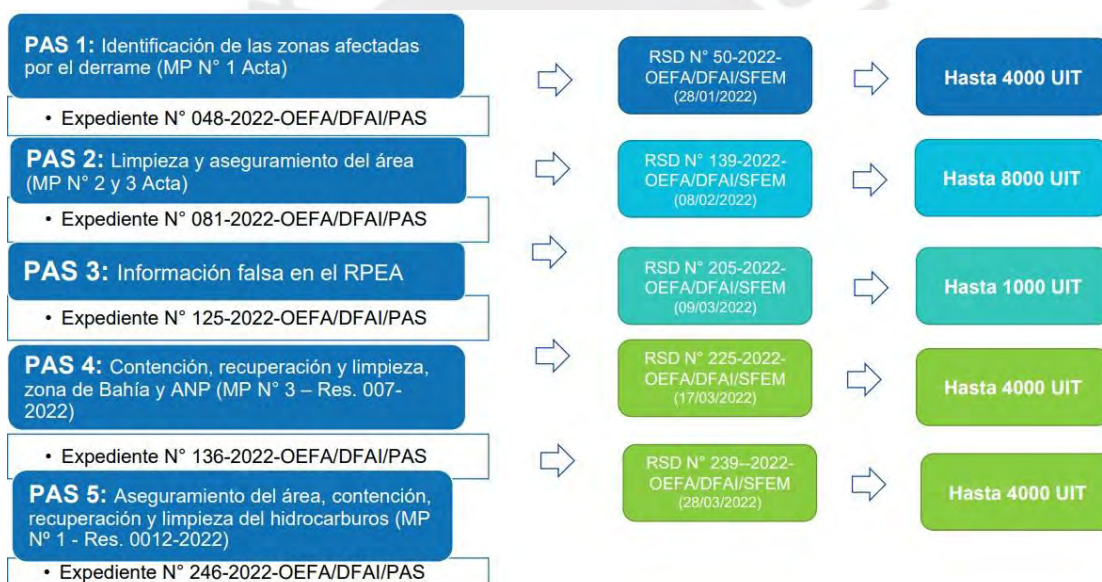 PAS 1: Identificación de las zonas afectadas
por el derrame (MP N° 1 Acta)
• Expediente N° 048-2022-OEFA/DFAI/PAS
RSD N° 50-2022-
OEFA/DFAI/SFEM
(28/01/2022)
Hasta 4000 UIT
PAS 2: Limpieza y aseguramiento del área
(MP N° 2 y 3 Acta)
• Expediente N° 081-2022-OEFA/DFAI/PAS
RSD N° 139-2022-
OEFA/DFAI/SFEM
(08/02/2022)
Hasta 8000 UIT
PAS 3: Información falsa en el RPEA
• Expediente N° 125-2022-OEFA/DFAI/PAS
RSD N° 205-2022-
OEFA/DFAI/SFEM
(09/03/2022)
Hasta 1000 UIT
PAS 4: Contención, recuperación y limpieza,
zona de Bahía y ANP (MP N° 3 – Res. 007-
2022)
• Expediente N° 136-2022-OEFA/DFAI/PAS
RSD N° 225-2022-
OEFA/DFAI/SFEM
(17/03/2022)
Hasta 4000 UIT
PAS 5: Aseguramiento del área, contención,
recuperación y limpieza del hidrocarburos (MP
Nº 1 - Res. 0012-2022)
• Expediente N° 246-2022-OEFA/DFAI/PAS
RSD N° 239--2022-
OEFA/DFAI/SFEM
(28/03/2022)
Hasta 4000 UIT